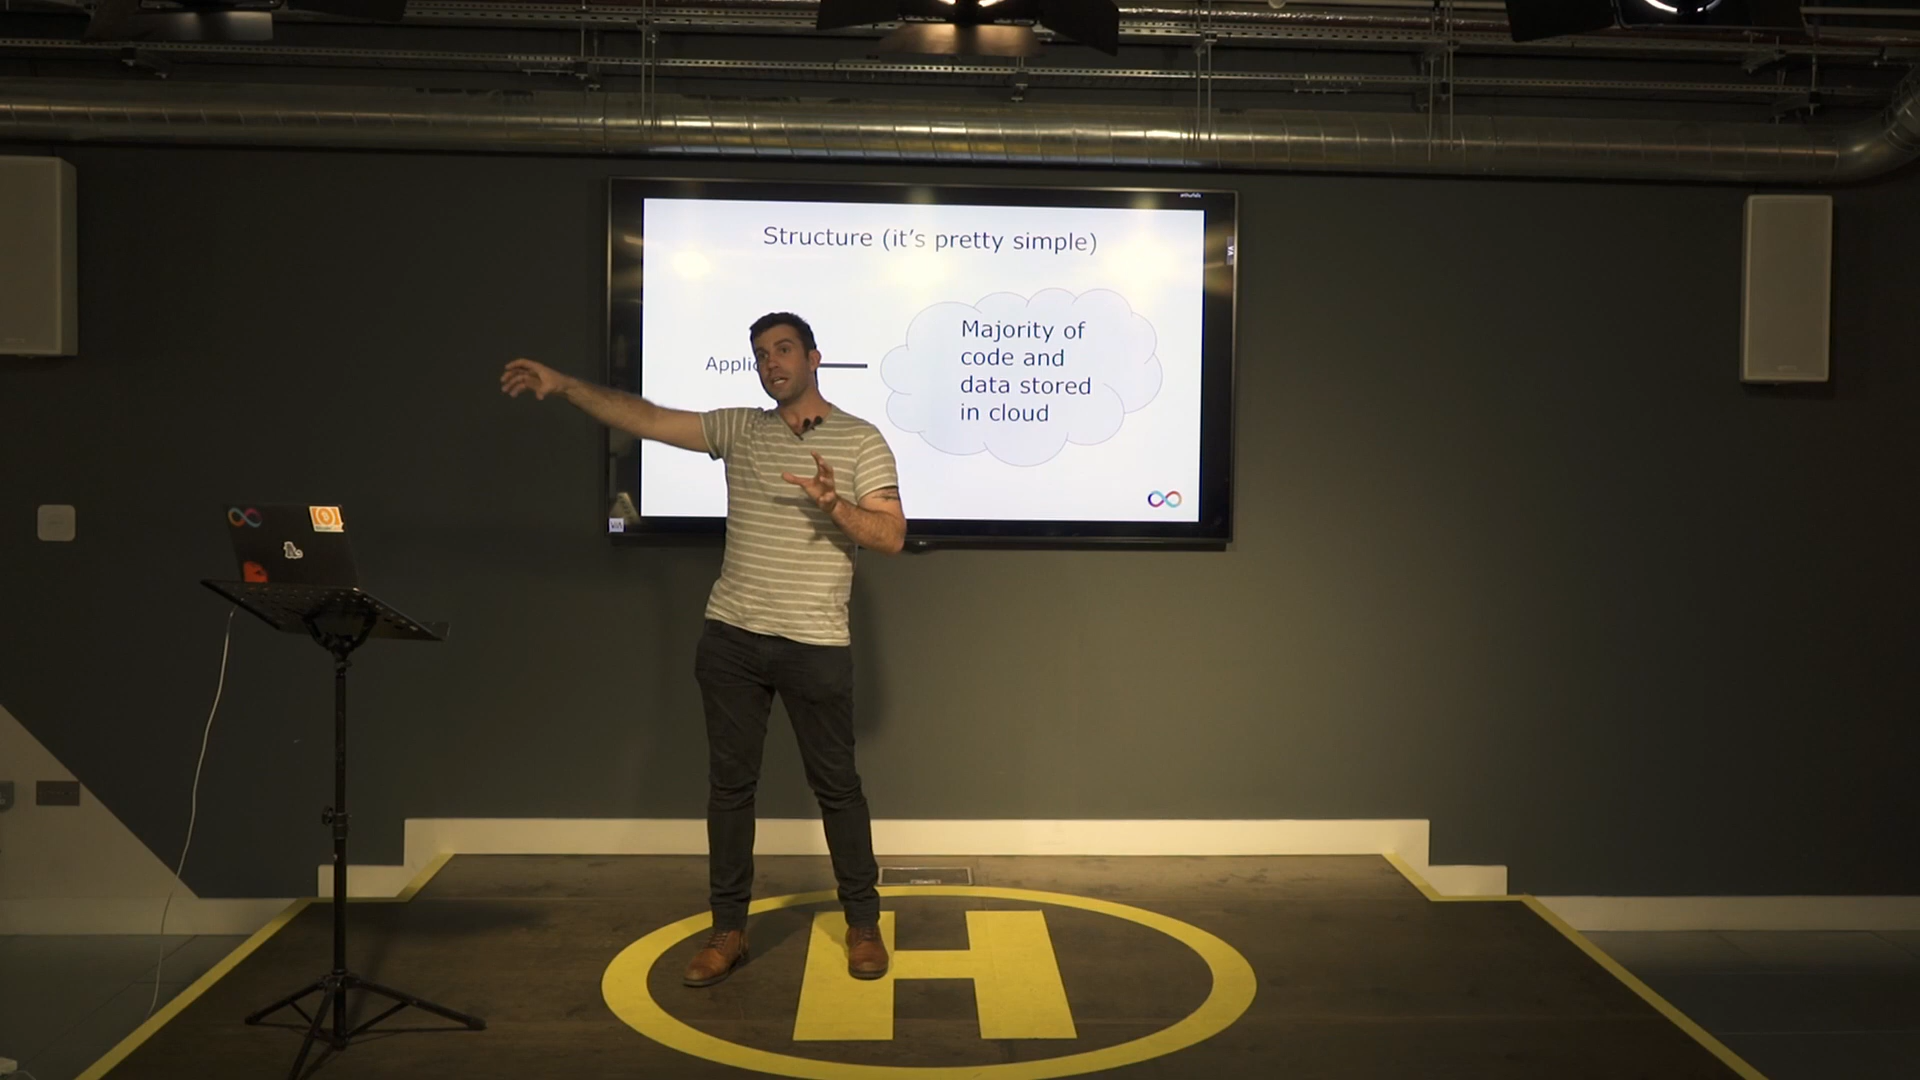 Structure (it's pretty simple)
Applic
Majority of
code and
data stored
in cloud
H